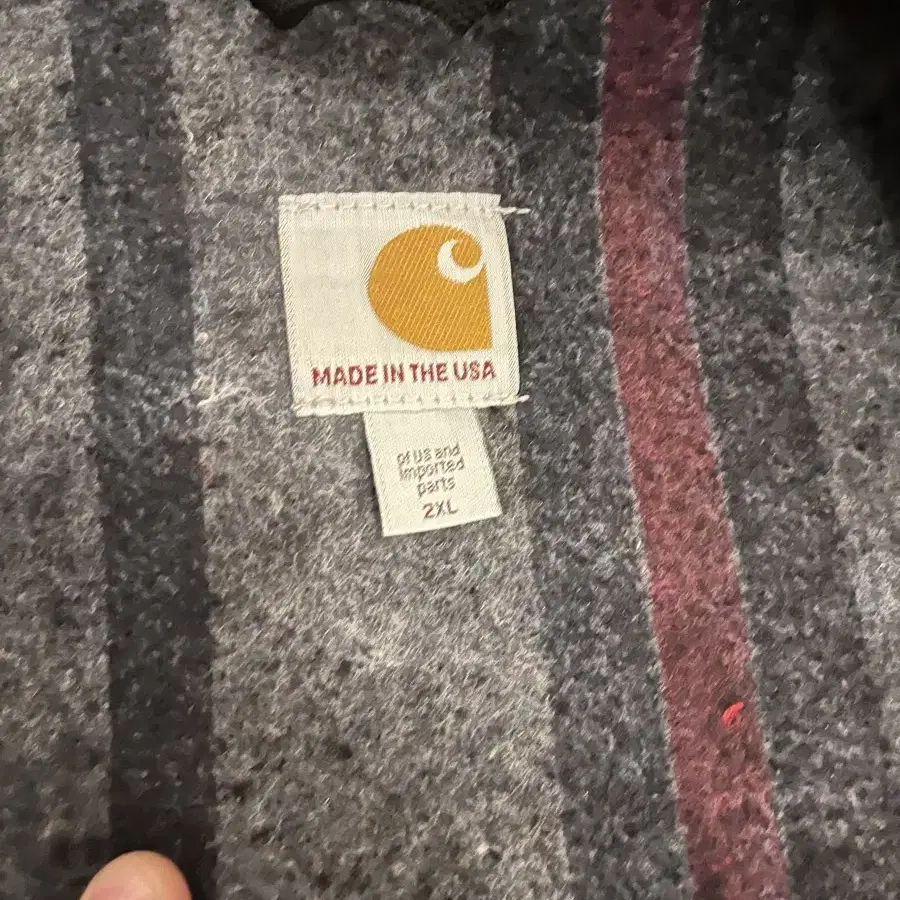 MADE IN THE USA
of US and
imported
parts
2XL